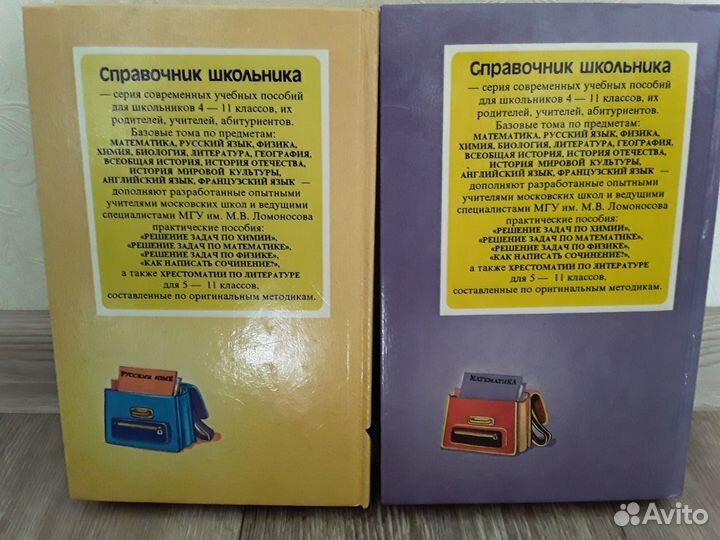 Справочник школьника
— серия современных учебных пособий
для школьников 4 — 11 классов, их
родителей, учителей, абитуриентов.
Базовые тома по предметам:
МАТЕМАТИКА, РУССКИЙ ЯЗЫК, ФИЗИКА,
ХИМИЯ, БИОЛОГИЯ, ЛИТЕРАТУРА, ГЕОГРАФИЯ,
ВСЕОБЩАЯ ИСТОРИЯ, ИСТОРИЯ ОТЕЧЕСТВА,
ИСТОРИЯ МИРОВОЙ КУЛЬТУРЫ,
АНГЛИЙСКИЙ ЯЗЫК, ФРАНЦУЗСКИЙ ЯЗЫК —
дополняют разработанные опытными
учителями московских школ и ведущими
специалистами МГУ им. М.В. Ломоносова
практические пособия:
«РЕШЕНИЕ ЗАДАЧ ПО ХИМИИ»,
«РЕШЕНИЕ ЗАДАЧ ПО МАТЕМАТИКЕ»,
«РЕШЕНИЕ ЗАДАЧ ПО ФИЗИКЕ»,
«КАК НАПИСАТЬ СОЧИНЕНИЕ?»,
а также ХРЕСТОМАТИИ ПО ЛИТЕРАТУРЕ
для 5 — 11 классов,
составленные по оригинальным методикам.
РУССКИЙ ЯЗЫК
Справочник школьника
— серия современных учебных пособий
для школьников 4 — 11 классов, их
родителей, учителей, абитуриентов.
Базовые тома по предметам:
МАТЕМАТИКА, РУССКИЙ ЯЗЫК, ФИЗИКА,
ХИМИЯ, БИОЛОГИЯ, ЛИТЕРАТУРА, ГЕОГРАФИЯ,
ВСЕОБЩАЯ ИСТОРИЯ, ИСТОРИЯ ОТЕЧЕСТВА,
ИСТОРИЯ МИРОВОЙ КУЛЬТУРЫ,
АНГЛИЙСКИЙ ЯЗЫК, ФРАНЦУЗСКИЙ ЯЗЫК —
дополняют разработанные опытными
учителями московских школ и ведущими
специалистами МГУ им. М.В. Ломоносова
практические пособия:
«РЕШЕНИЕ ЗАДАЧ ПО ХИМИИ»,
«РЕШЕНИЕ ЗАДАЧ ПО МАТЕМАТИКЕ»,
«РЕШЕНИЕ ЗАДАЧ ПО ФИЗИКЕ»,
«КАК НАПИСАТЬ СОЧИНЕНИЕ?»,
а также ХРЕСТОМАТИИ ПО ЛИТЕРАТУРЕ
для 5 — 11 классов,
составленные по оригинальным методикам.
МАТЕМАТИКА
Avito